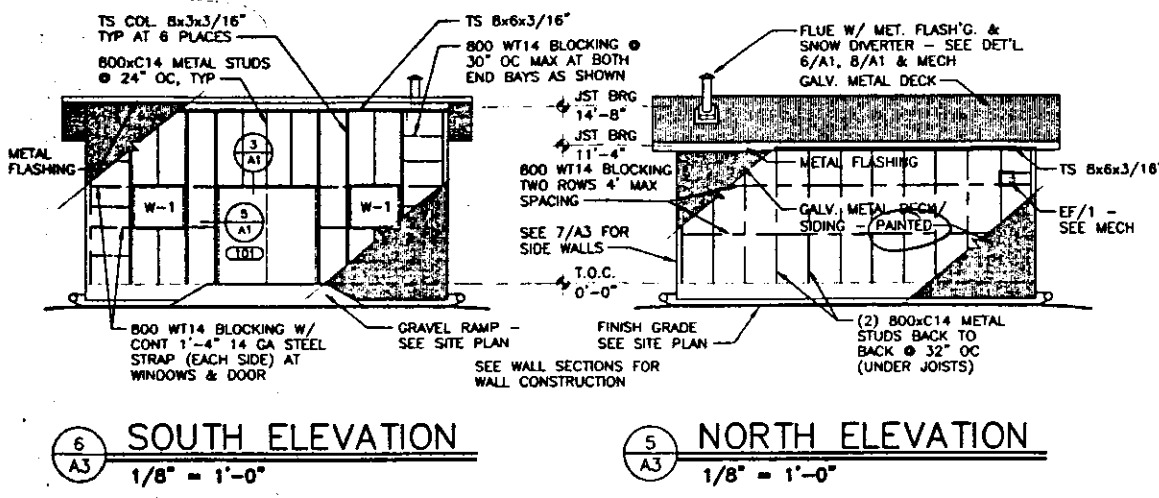 TS COL 8x3x3/16"
TYP AT 6 PLACES
800xC14 METAL STUDS
@ 24" OC, TYP
TS 8x6x3/16"
800 WT14 BLOCKING @
30" OC MAX AT BOTH
END BAYS AS SHOWN
METAL
FLASHING
3
A1
W-1
W-1
5
A1
101
800 WT14 BLOCKING W/
CONT 1'-4" 14 GA STEEL
STRAP (EACH SIDE) AT
WINDOWS & DOOR
GRAVEL RAMP -
SEE SITE PLAN
SEE WALL SECTIONS FOR
WALL CONSTRUCTION
JST BRG
14'-8"
JST BRG
11'-4"
800 WT14 BLOCKING
TWO ROWS 4' MAX
SPACING
SEE 7/A3 FOR
SIDE WALLS
T.O.C.
0'-0"
FINISH GRADE
SEE SITE PLAN
FLUE W/ MET. FLASH'G. &
SNOW DIVERTER - SEE DET'L
6/A1, 8/A1 & MECH
GALV. METAL DECK
METAL FLASHING
GALV. METAL DECK/
SIDING - PAINTED
TS 8x6x3/16"
EF/1 -
SEE MECH
(2) 800xC14 METAL
STUDS BACK TO
BACK @ 32" OC
(UNDER JOISTS)
6
A3
SOUTH ELEVATION
1/8" = 1'-0"
5
A3
NORTH ELEVATION
1/8" = 1'-0"